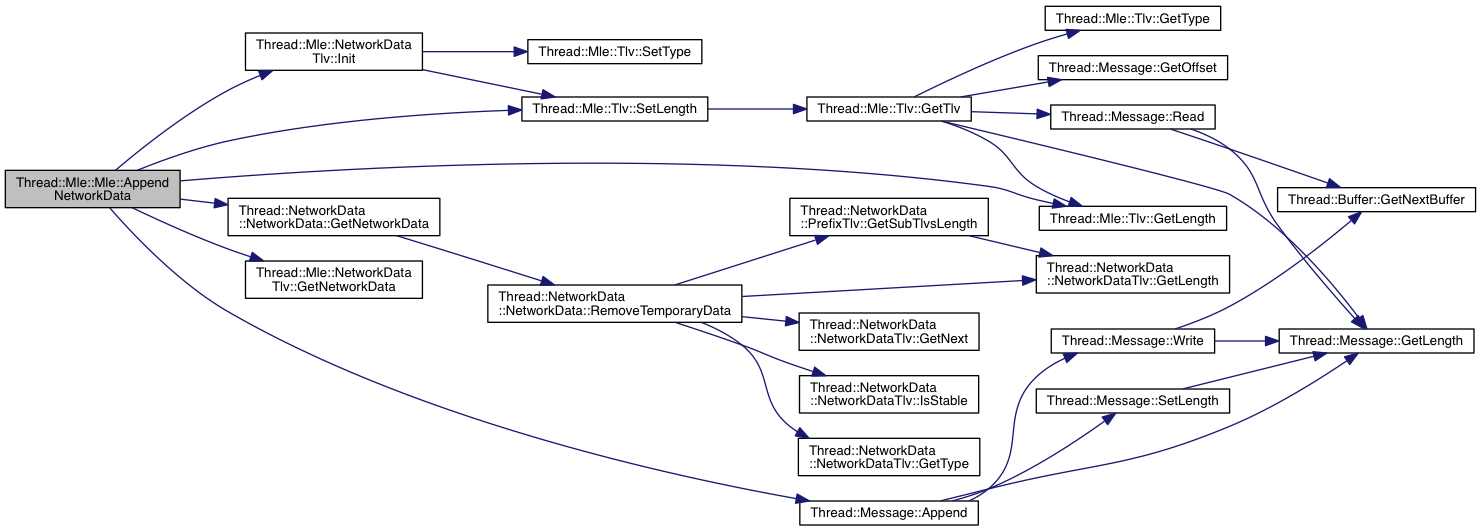 Thread::Mle::Tlv::GetType
Thread::Mle::NetworkData
Tlv::Init
Thread::Mle::Tlv::SetType
Thread::Message::GetOffset
Thread::Mle::Tlv::SetLength
Thread::Mle::Tlv::GetTlv
Thread::Message::Read
Thread::Mle::Mle::Append
NetworkData
Thread::Buffer::GetNextBuffer
Thread::NetworkData
::NetworkData::GetNetworkData
Thread::NetworkData
::PrefixTlv::GetSubTlvsLength
Thread::Mle::Tlv::GetLength
Thread::Mle::NetworkData
Tlv::GetNetworkData
Thread::NetworkData
::NetworkDataTlv::GetLength
Thread::NetworkData
::NetworkData::RemoveTemporaryData
Thread::NetworkData
::NetworkDataTlv::GetNext
Thread::Message::Write
Thread::Message::GetLength
Thread::NetworkData
::NetworkDataTlv::IsStable
Thread::Message::SetLength
Thread::NetworkData
::NetworkDataTlv::GetType
Thread::Message::Append